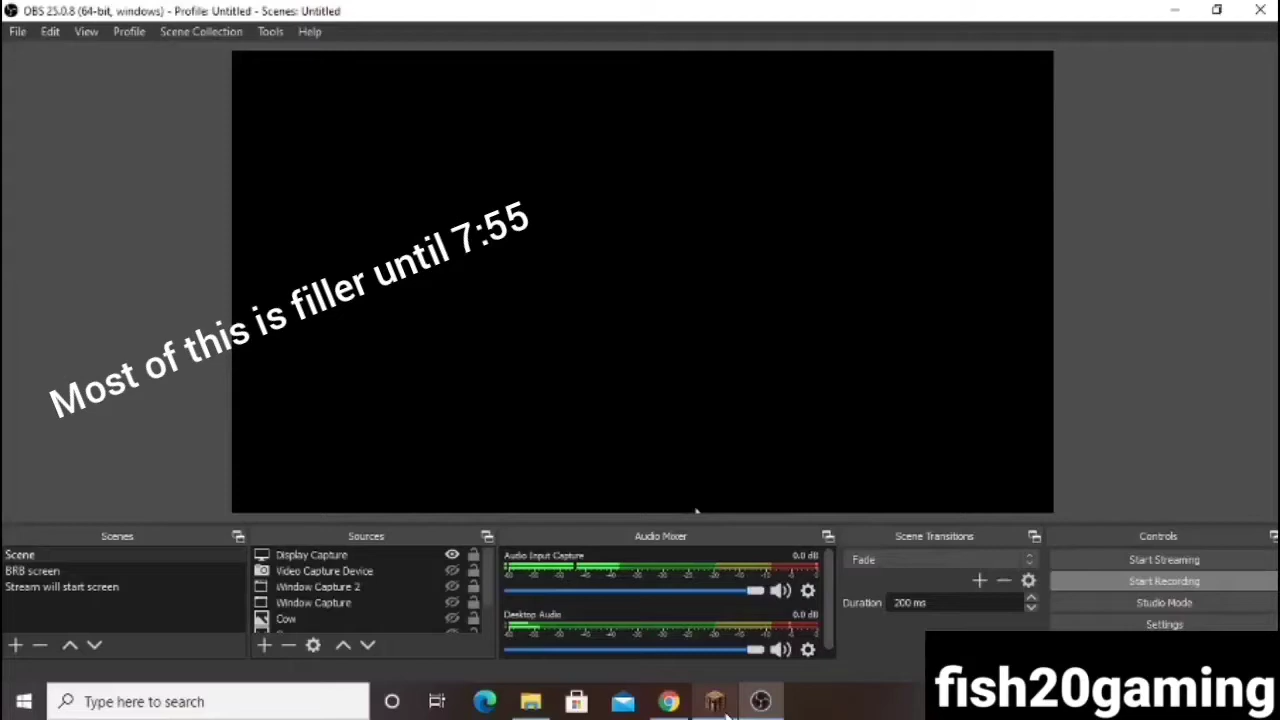 OBS 25.0.8 (64-bit, windows) - Profile: Untitled - Scenes: Untitled
File Edit View Profile Scene Collection Tools Help
Most of this is filler until 7:55
Scenes
Scene
BRB screen
Stream will start screen
Sources
Display Capture
Video Capture Device
Window Capture 2
Window Capture
Cow
Audio Mixer
Audio Input Capture 0.0 dB
Desktop Audio 0.0 dB
Scene Transitions
Fade
Duration 200 ms
Controls
Start Streaming
Start Recording
Studio Mode
Settings
Type here to search
fish20gaming